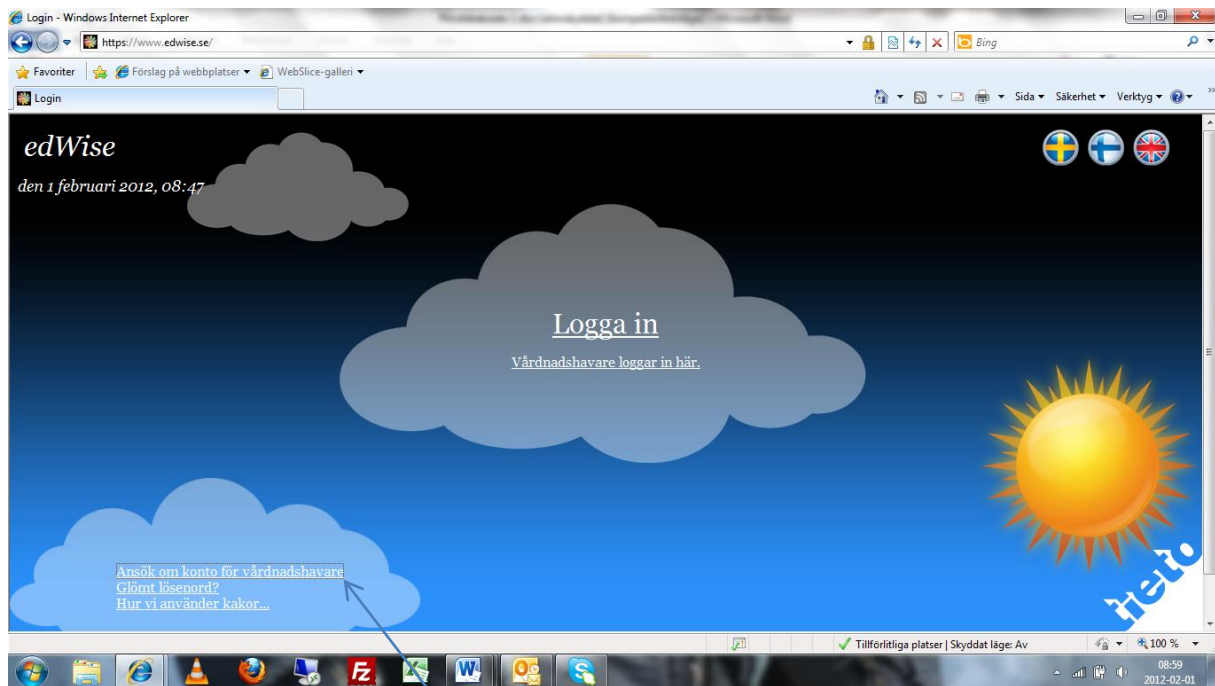 Login - Windows Internet Explorer
https://www.edwise.se/
Bing
Favoriter
Förslag på webbplatser
WebSlice-galleri
Login
Sida
Säkerhet
Verktyg
edWise
den 1 februari 2012, 08:47
Logga in
Vårdnadshavare loggar in här.
Ansök om konto för vårdnadshavare
Glömt lösenord?
Hur vi använder kakor...
tieto
Tillförlitliga platser | Skyddat läge: Av
100 %
08:59
2012-02-01